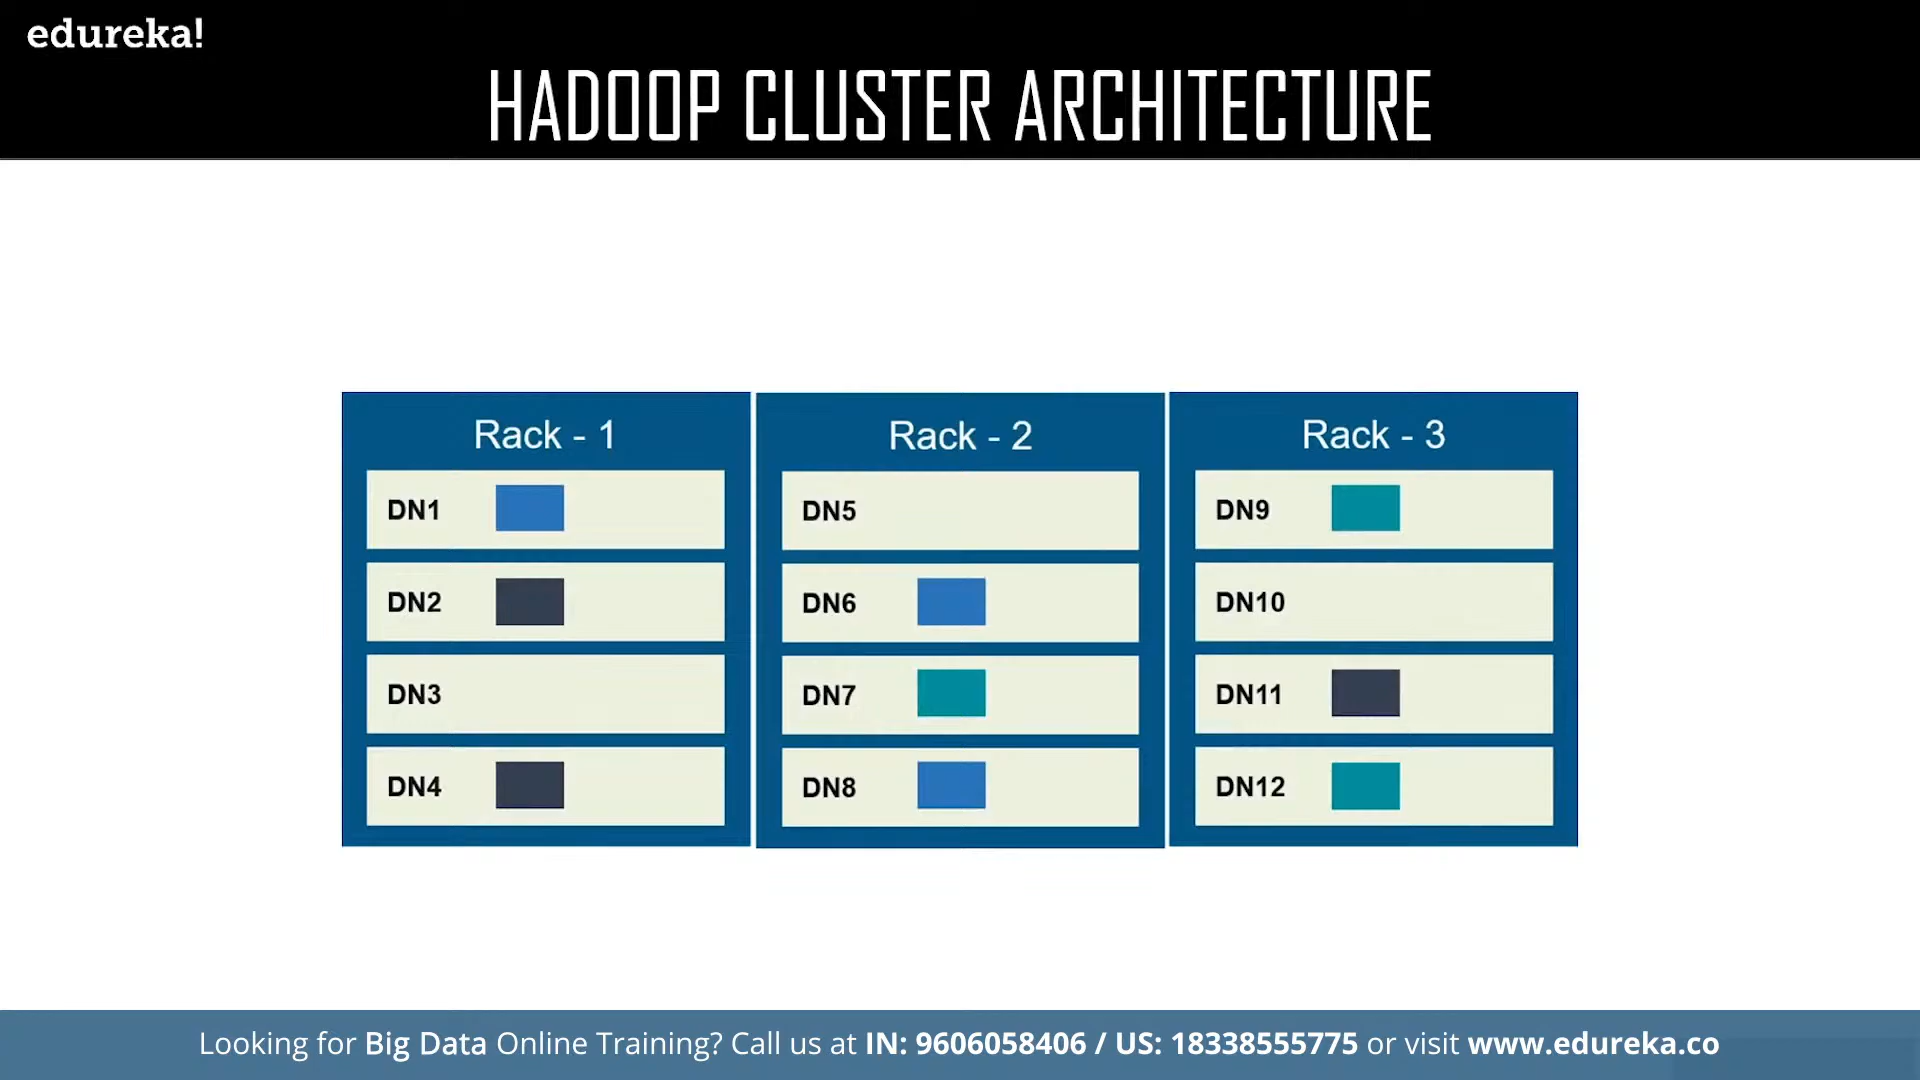 edureka!
HADOOP CLUSTER ARCHITECTURE
Rack - 1
DN1
DN2
DN3
DN4
Rack - 2
DN5
DN6
DN7
DN8
Rack - 3
DN9
DN10
DN11
DN12
Looking for Big Data Online Training? Call us at IN: 9606058406 / US: 18338555775 or visit www.edureka.co